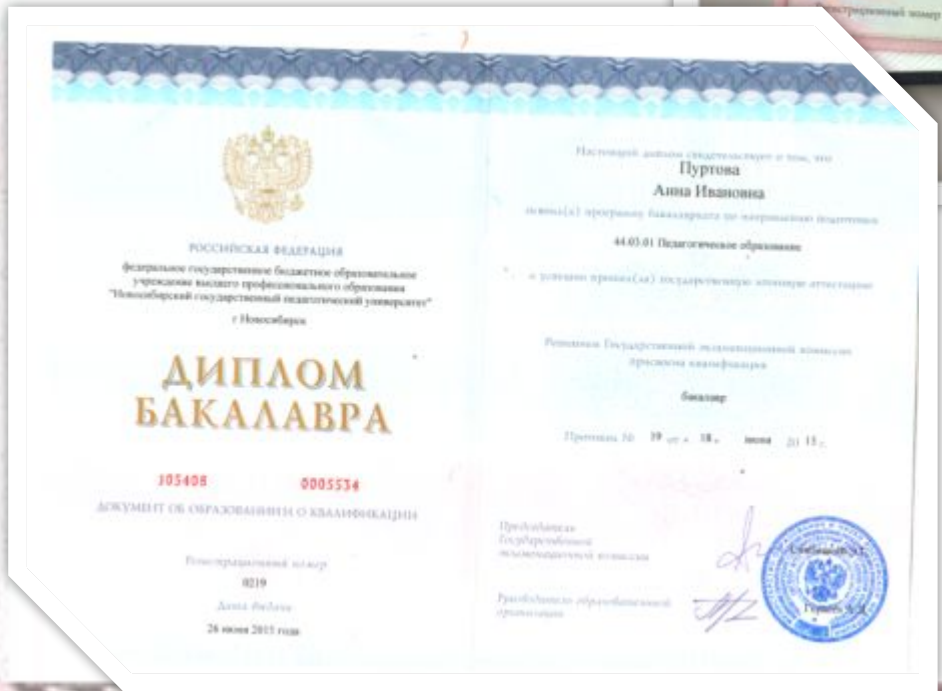 РОССИЙСКАЯ ФЕДЕРАЦИЯ
федеральное государственное бюджетное образовательное
учреждение высшего профессионального образования
"Новосибирский государственный педагогический университет"
г Новосибирск
ДИПЛОМ
БАКАЛАВРА
105408 0005534
ДОКУМЕНТ ОБ ОБРАЗОВАНИИ И О КВАЛИФИКАЦИИ
Регистрационный номер
0219
Дата выдачи
26 июня 2015 года
Настоящий диплом свидетельствует о том, что
Пуртова
Анна Ивановна
освоил(а) программу бакалавриата по направлению подготовки
44.03.01 Педагогическое образование
и успешно прошел(ла) государственную итоговую аттестацию
Решением Государственной экзаменационной комиссии
присвоена квалификация
бакалавр
Протокол № 19 от « 18 » июня 20 15 г.
Председатель
Государственной
экзаменационной комиссии
Руководитель образовательной
организации
Регистрационный номер